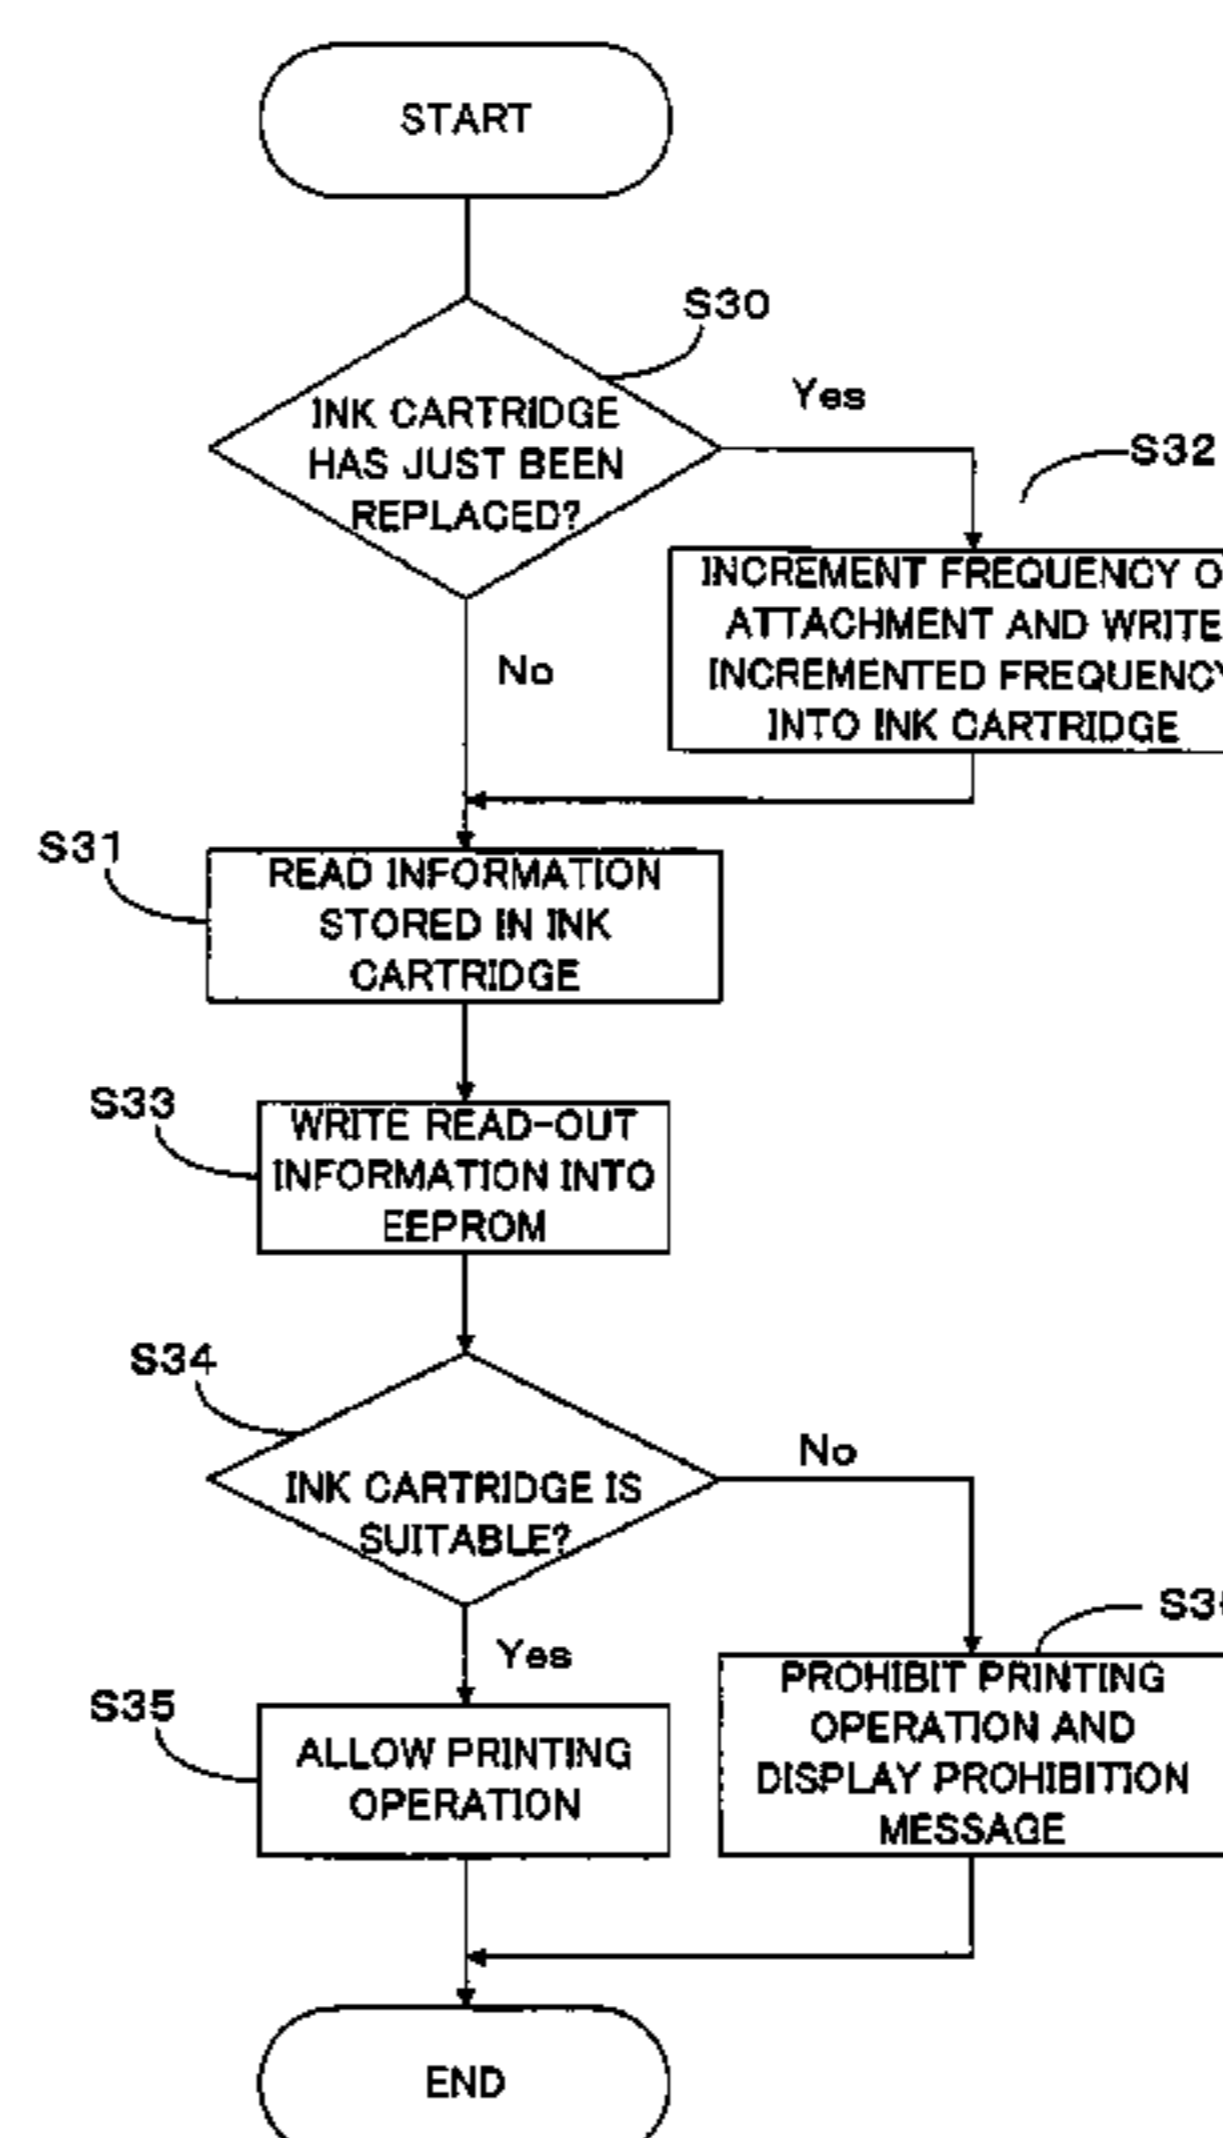 START
S30
INK CARTRIDGE
HAS JUST BEEN
REPLACED?
Yes
S32
INCREMENT FREQUENCY
ATTACHMENT AND WRITE
INCREMENTED FREQUENCY
INTO INK CARTRIDGE
No
S31
READ INFORMATION
STORED IN INK
CARTRIDGE
S33
WRITE READ-OUT
INFORMATION INTO
EEPROM
S34
INK CARTRIDGE IS
SUITABLE?
No
Yes
S35
ALLOW PRINTING
OPERATION
PROHIBIT PRINTING
OPERATION AND
DISPLAY PROHIBITION
MESSAGE
END